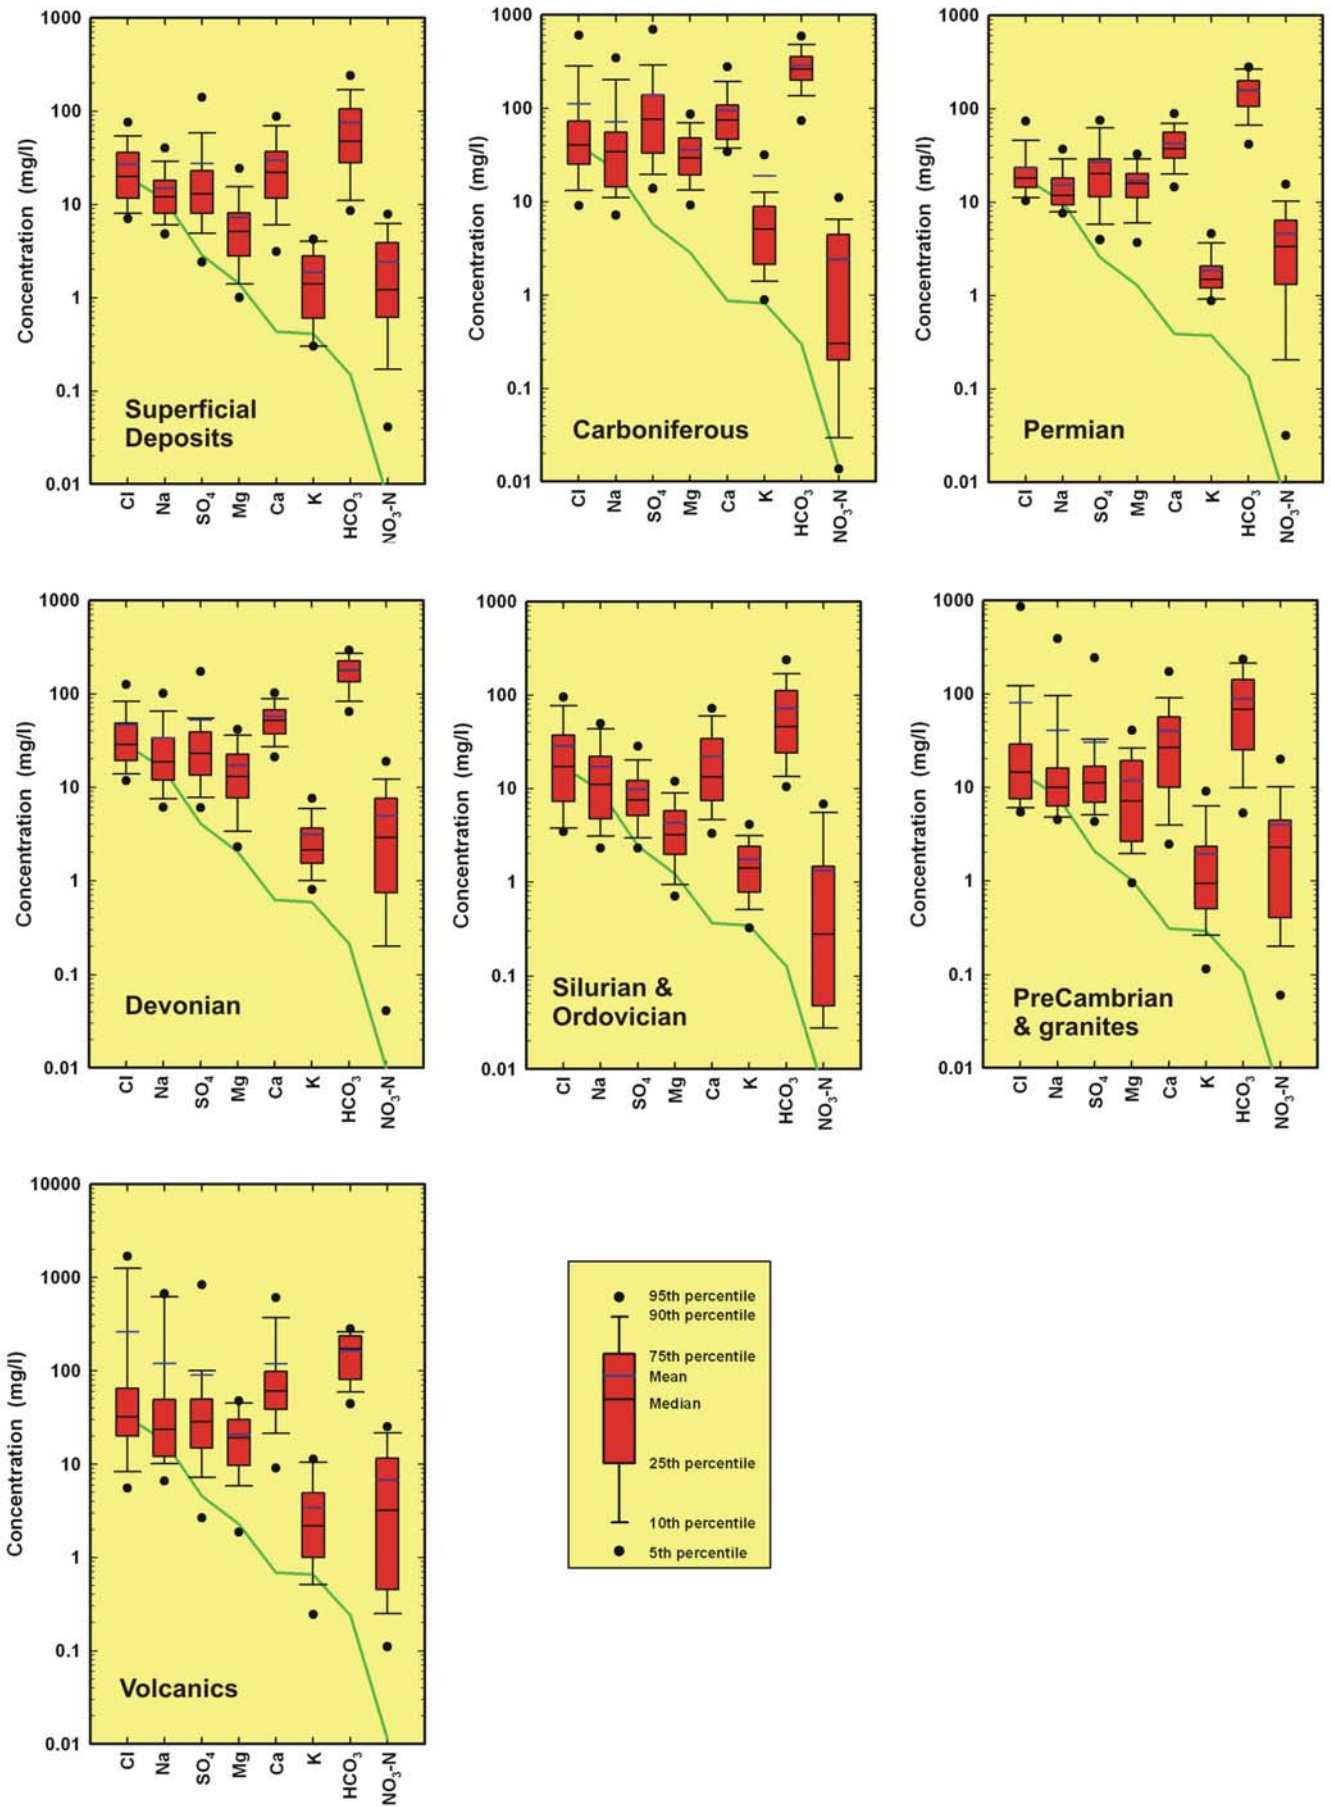 1000
100
10
1
0.1
0.01
Concentration (mg/l)
Superficial
Deposits
Cl
Na
SO4
Mg
Ca
K
HCO3
NO3-N
1000
100
10
1
0.1
0.01
Concentration (mg/l)
Carboniferous
Cl
Na
SO4
Mg
Ca
K
HCO3
NO3-N
1000
100
10
1
0.1
0.01
Concentration (mg/l)
Permian
Cl
Na
SO4
Mg
Ca
K
HCO3
NO3-N
1000
100
10
1
0.1
0.01
Concentration (mg/l)
Devonian
Cl
Na
SO4
Mg
Ca
K
HCO3
NO3-N
1000
100
10
1
0.1
0.01
Concentration (mg/l)
Silurian &
Ordovician
Cl
Na
SO4
Mg
Ca
K
HCO3
NO3-N
1000
100
10
1
0.1
0.01
Concentration (mg/l)
PreCambrian
& granites
Cl
Na
SO4
Mg
Ca
K
HCO3
NO3-N
10000
1000
100
10
1
0.1
0.01
Concentration (mg/l)
Volcanics
Cl
Na
SO4
Mg
Ca
K
HCO3
NO3-N
95th percentile
90th percentile
75th percentile
Mean
Median
25th percentile
10th percentile
5th percentile